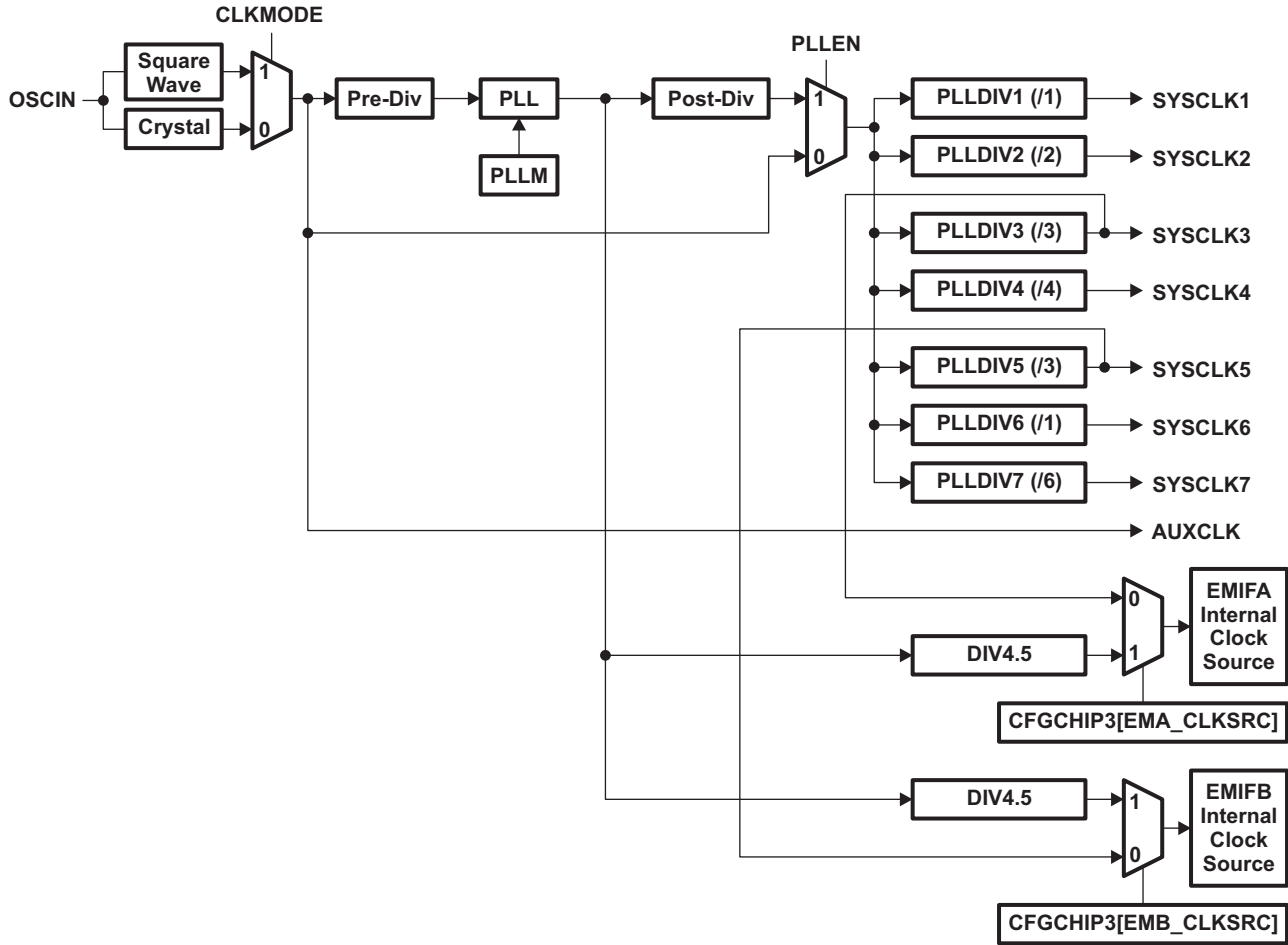 CLKMODE
PLLEN
OSCIN
Square
Wave
Crystal
1
0
Pre-Div
PLL
PLLM
Post-Div
1
0
PLLDIV1 (/1)
SYSCLK1
PLLDIV2 (/2)
SYSCLK2
PLLDIV3 (/3)
SYSCLK3
PLLDIV4 (/4)
SYSCLK4
PLLDIV5 (/3)
SYSCLK5
PLLDIV6 (/1)
SYSCLK6
PLLDIV7 (/6)
SYSCLK7
AUXCLK
0
1
EMIFA
Internal
Clock
Source
DIV4.5
CFGCHIP3[EMA_CLKSRC]
DIV4.5
1
0
EMIFB
Internal
Clock
Source
CFGCHIP3[EMB_CLKSRC]